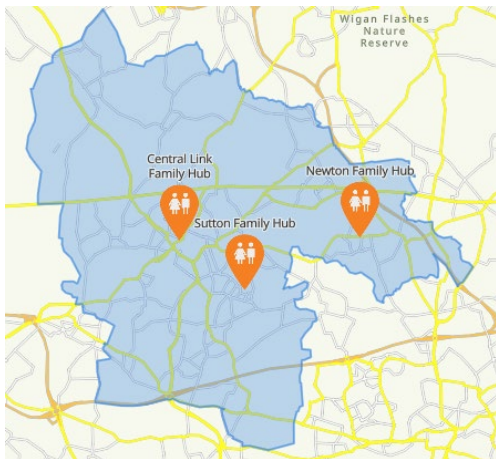 Wigan Flashes
Nature
Reserve
Central Link
Family Hub
Newton Family Hub
Sutton Family Hub